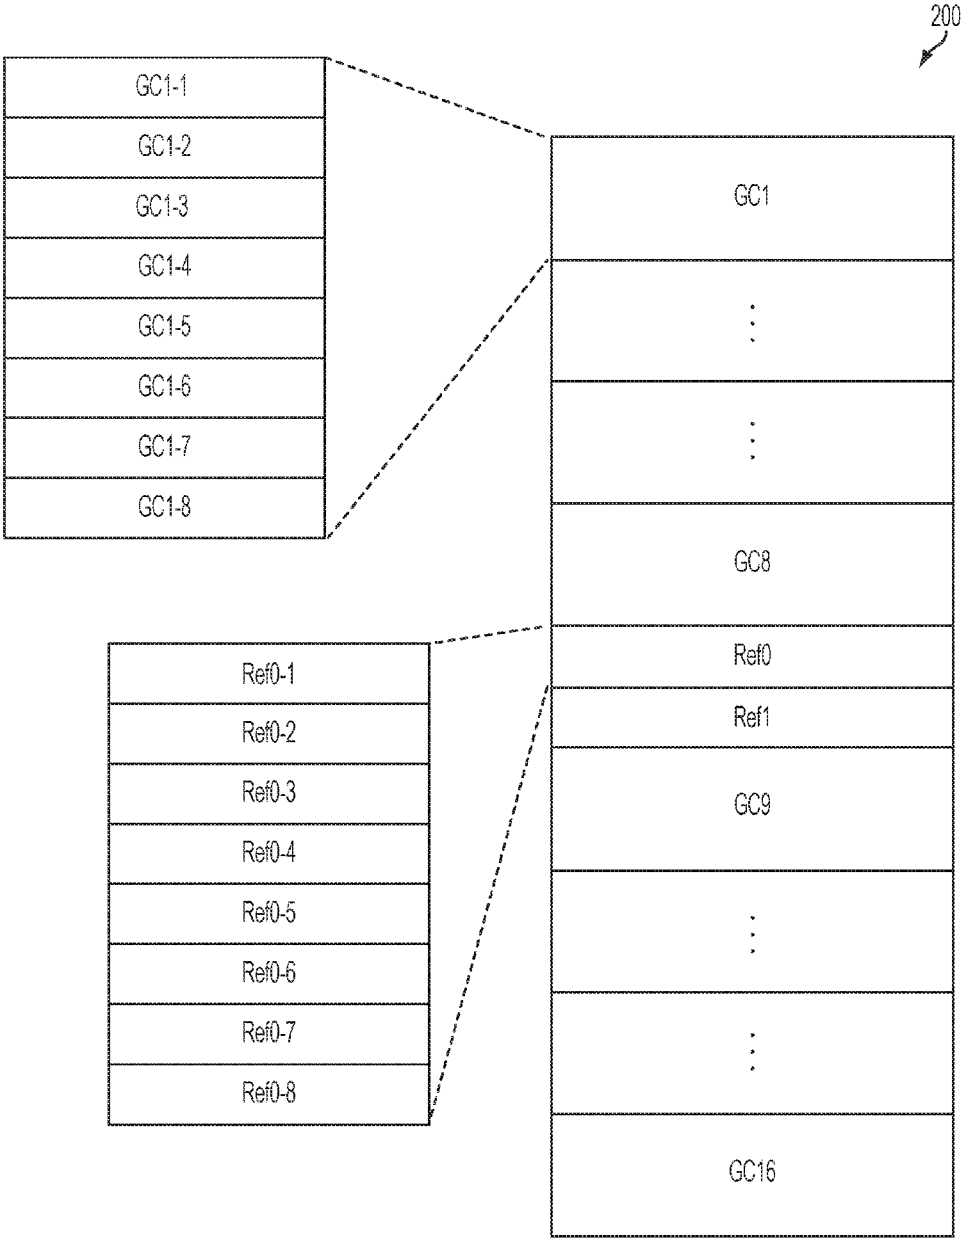 200
GC1-1
GC1-2
GC1-3
GC1-4
GC1-5
GC1-6
GC1-7
GC1-8
GC1
GC8
Ref0
Ref1
GC9
GC16
Ref0-1
Ref0-2
Ref0-3
Ref0-4
Ref0-5
Ref0-6
Ref0-7
Ref0-8